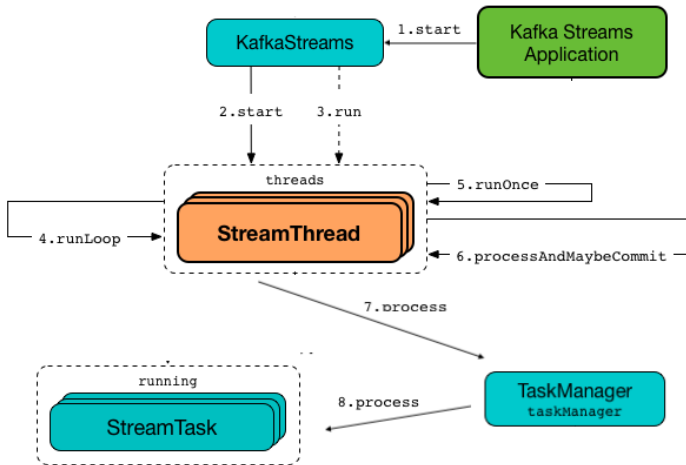 KafkaStreams
1.start
Kafka Streams
Application
2.start
3.run
threads
StreamThread
5.runOnce
4.runLoop
6.processAndMaybeCommit
7.process
running
StreamTask
8.process
TaskManager
taskManager